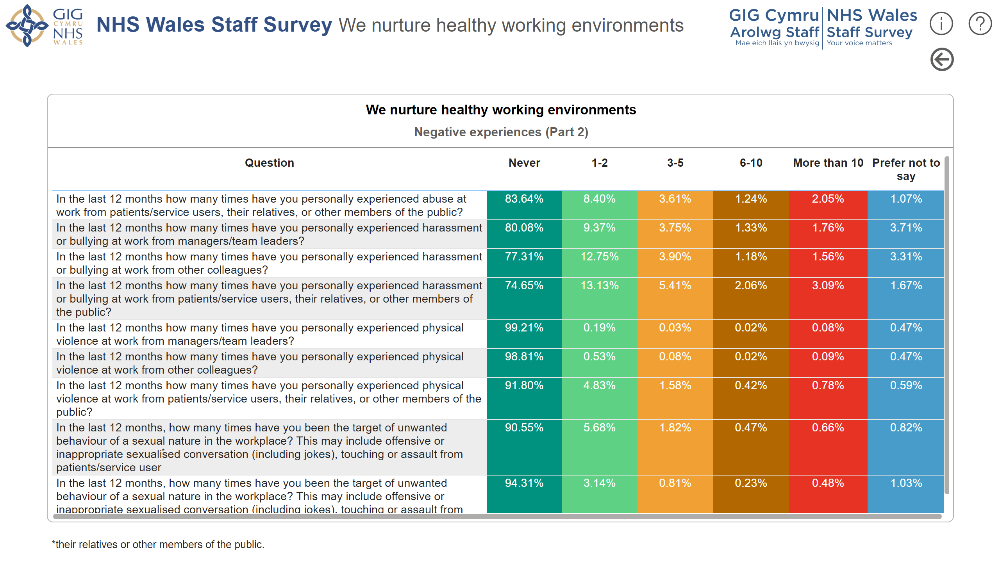 GIG
CYMRU
NHS
WALES
NHS Wales Staff Survey We nurture healthy working environments
GIG Cymru
Arolwg Staff
Mae eich llais yn bwysig
NHS Wales
Staff Survey
Your voice matters
We nurture healthy working environments
Negative experiences (Part 2)
Question Never 1-2 3-5 6-10 More than 10 Prefer not to
say
In the last 12 months how many times have you personally experienced abuse at 83.64% 8.40% 3.61% 1.24% 2.05% 1.07%
work from patients/service users, their relatives, or other members of the public?
In the last 12 months how many times have you personally experienced harassment 80.08% 9.37% 3.75% 1.33% 1.76% 3.71%
or bullying at work from managers/team leaders?
In the last 12 months how many times have you personally experienced harassment 77.31% 12.75% 3.90% 1.18% 1.56% 3.31%
or bullying at work from other colleagues?
In the last 12 months how many times have you personally experienced harassment 74.65% 13.13% 5.41% 2.06% 3.09% 1.67%
or bullying at work from patients/service users, their relatives, or other members of
the public?
In the last 12 months how many times have you personally experienced physical 99.21% 0.19% 0.03% 0.02% 0.08% 0.47%
violence at work from managers/team leaders?
In the last 12 months how many times have you personally experienced physical 98.81% 0.53% 0.08% 0.02% 0.09% 0.47%
violence at work from other colleagues?
In the last 12 months how many times have you personally experienced physical 91.80% 4.83% 1.58% 0.42% 0.78% 0.59%
violence at work from patients/service users, their relatives, or other members of the
public?
In the last 12 months, how many times have you been the target of unwanted 90.55% 5.68% 1.82% 0.47% 0.66% 0.82%
behaviour of a sexual nature in the workplace? This may include offensive or
inappropriate sexualised conversation (including jokes), touching or assault from
patients/service user*
In the last 12 months, how many times have you been the target of unwanted 94.31% 3.14% 0.81% 0.23% 0.48% 1.03%
behaviour of a sexual nature in the workplace? This may include offensive or
inappropriate sexualised conversation (including jokes), touching or assault from
*their relatives or other members of the public.